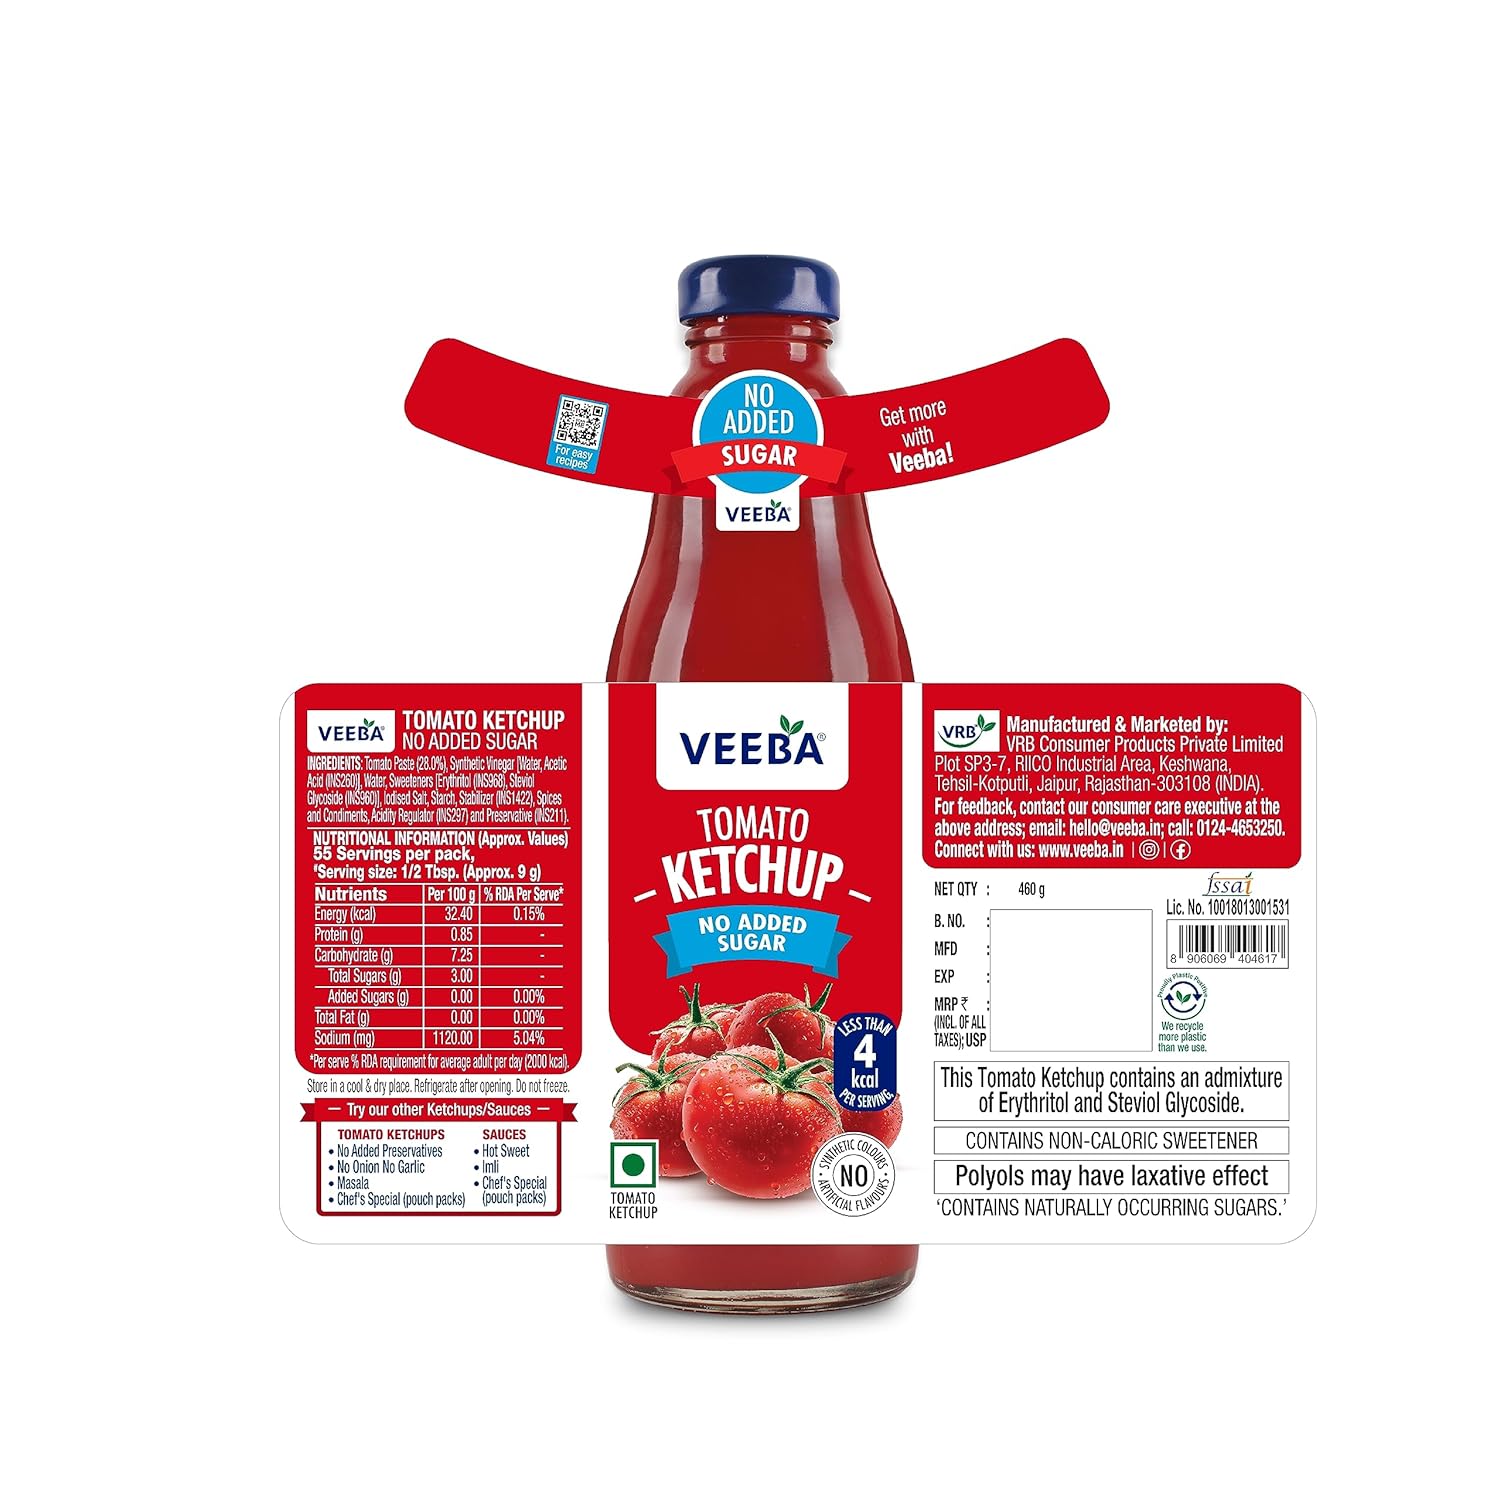 NO
ADDED
SUGAR
VEEBA
For easy
recipes
Get more
with
Veeba!
VEEBA
TOMATO KETCHUP
NO ADDED SUGAR
INGREDIENTS: Tomato Paste (28.0%), Synthetic Vinegar [Water, Acetic
Acid (INS260)], Water, Sweeteners [Erythritol (INS968), Steviol
Glycoside (INS960)], Iodised Salt, Starch, Stabilizer (INS1422), Spices
and Condiments, Acidity Regulator (INS297) and Preservative (INS211).
NUTRITIONAL INFORMATION (Approx. Values)
55 Servings per pack,
*Serving size: 1/2 Tbsp. (Approx. 9 g)
Nutrients Per 100 g % RDA Per Serve*
Energy (kcal) 32.40 0.15%
Protein (g) 0.85 -
Carbohydrate (g) 7.25 -
Total Sugars (g) 3.00 -
Added Sugars (g) 0.00 0.00%
Total Fat (g) 0.00 0.00%
Sodium (mg) 1120.00 5.04%
*Per serve % RDA requirement for average adult per day (2000 kcal).
Store in a cool & dry place. Refrigerate after opening. Do not freeze.
– Try our other Ketchups/Sauces –
TOMATO KETCHUPS
• No Added Preservatives
• No Onion No Garlic
• Masala
• Chef's Special (pouch packs)
SAUCES
• Hot Sweet
• Imli
• Chef's Special
(pouch packs)
VEEBA®
TOMATO
- KETCHUP -
NO ADDED
SUGAR
LESS THAN
4
kcal
PER SERVING
TOMATO
KETCHUP
• SYNTHETIC COLOURS •
NO
ARTIFICIAL FLAVOURS
VRB
Manufactured & Marketed by:
VRB Consumer Products Private Limited
Plot SP3-7, RIICO Industrial Area, Keshwana,
Tehsil-Kotputli, Jaipur, Rajasthan-303108 (INDIA).
For feedback, contact our consumer care executive at the
above address; email: hello@veeba.in; call: 0124-4653250.
Connect with us: www.veeba.in | |
NET QTY : 460 g
B. NO. :
MFD :
EXP :
MRP ₹ :
(INCL. OF ALL
TAXES); USP
fssai
Lic. No. 10018013001531
8 906069 404617
Proudly Plastic Positive
We recycle
more plastic
than we use.
This Tomato Ketchup contains an admixture
of Erythritol and Steviol Glycoside.
CONTAINS NON-CALORIC SWEETENER
Polyols may have laxative effect
'CONTAINS NATURALLY OCCURRING SUGARS.'